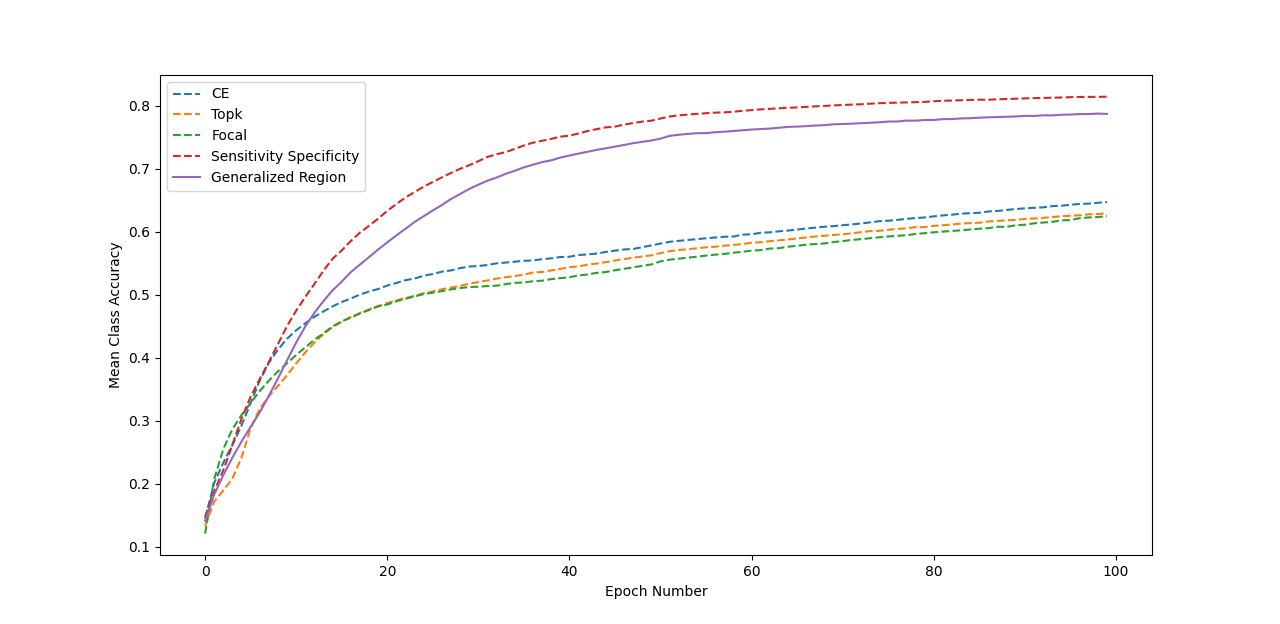 CE
Topk
Focal
Sensitivity Specificity
Generalized Region
0.8
0.7
0.6
0.5
0.4
0.3
0.2
0.1
Mean Class Accuracy
0 20 40 60 80 100
Epoch Number